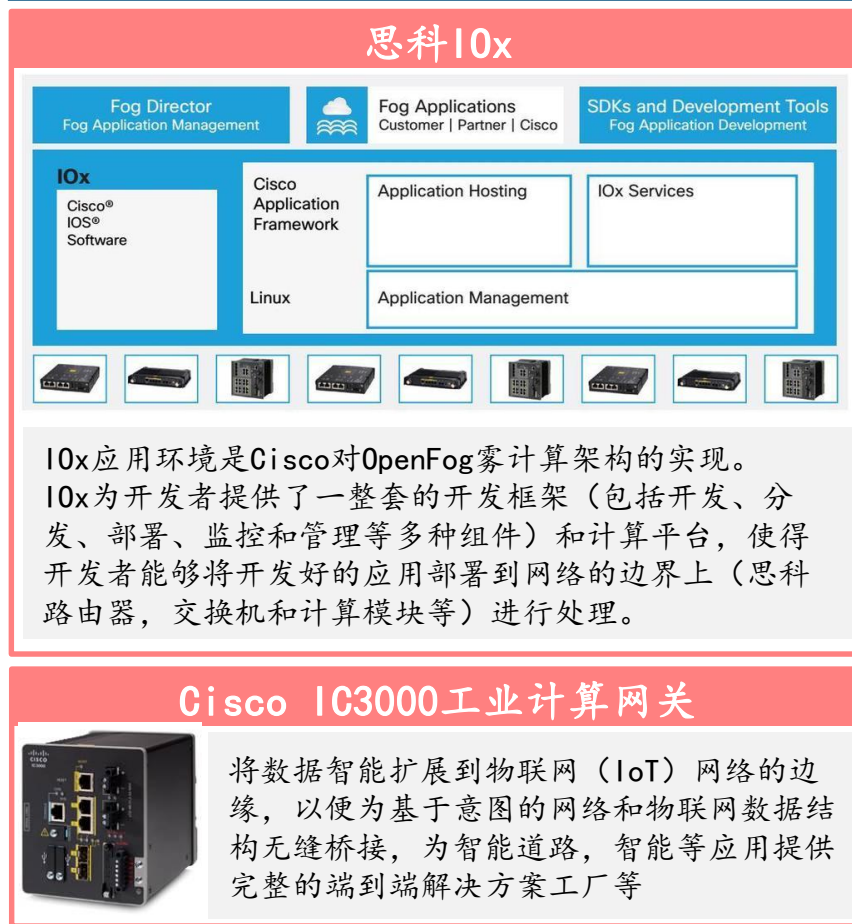 思科IOx
Fog Director
Fog Application Management
Fog Applications
Customer | Partner | Cisco
SDKs and Development Tools
Fog Application Development
IOx
Cisco®
IOS®
Software
Cisco
Application
Framework
Application Hosting
IOx Services
Linux
Application Management
IOx应用环境是Cisco对OpenFog雾计算架构的实现。
IOx为开发者提供了一整套的开发框架（包括开发、分
发、部署、监控和管理等多种组件）和计算平台，使得
开发者能够将开发好的应用部署到网络的边界上（思科
路由器，交换机和计算模块等）进行处理。
Cisco IC3000工业计算网关
CISCO
IC3000
将数据智能扩展到物联网（IoT）网络的边
缘，以便为基于意图的网络和物联网数据结
构无缝桥接，为智能道路，智能等应用提供
完整的端到端解决方案工厂等